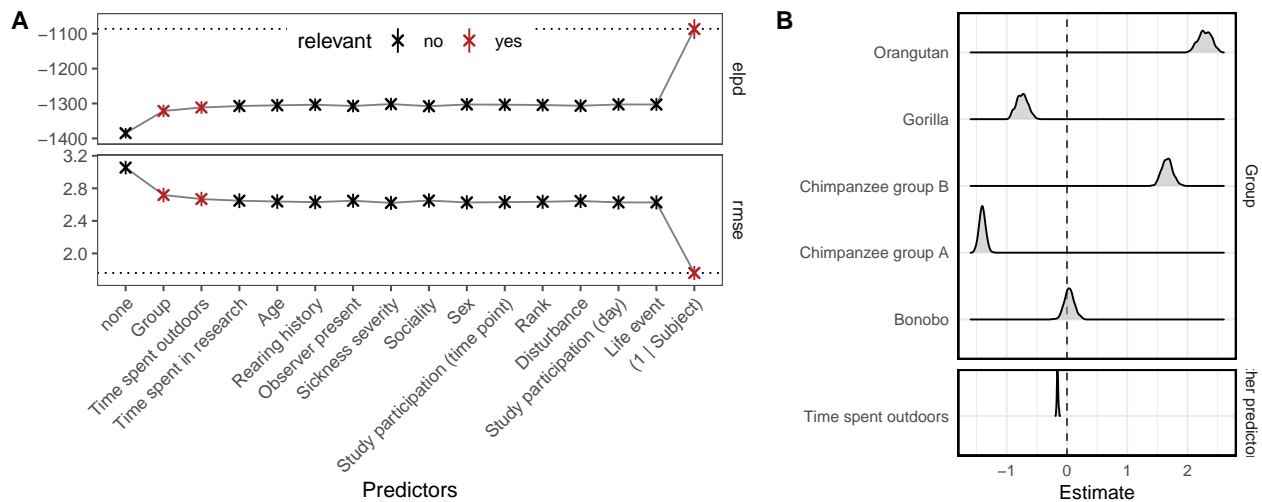 A
relevant no yes
−1100
−1200
−1300
−1400
elpd
3.2
2.8
2.4
2.0
rmse
none
Group
Time spent outdoors
Time spent in research
Age
Rearing history
Observer present
Sickness severity
Sociality
Sex
Study participation (time point)
Rank
Disturbance
Study participation (day)
Life event
(1 | Subject)
Predictors
B
Orangutan
Gorilla
Chimpanzee group B
Chimpanzee group A
Bonobo
Group
Time spent outdoors
her predicto
−1 0 1 2
Estimate